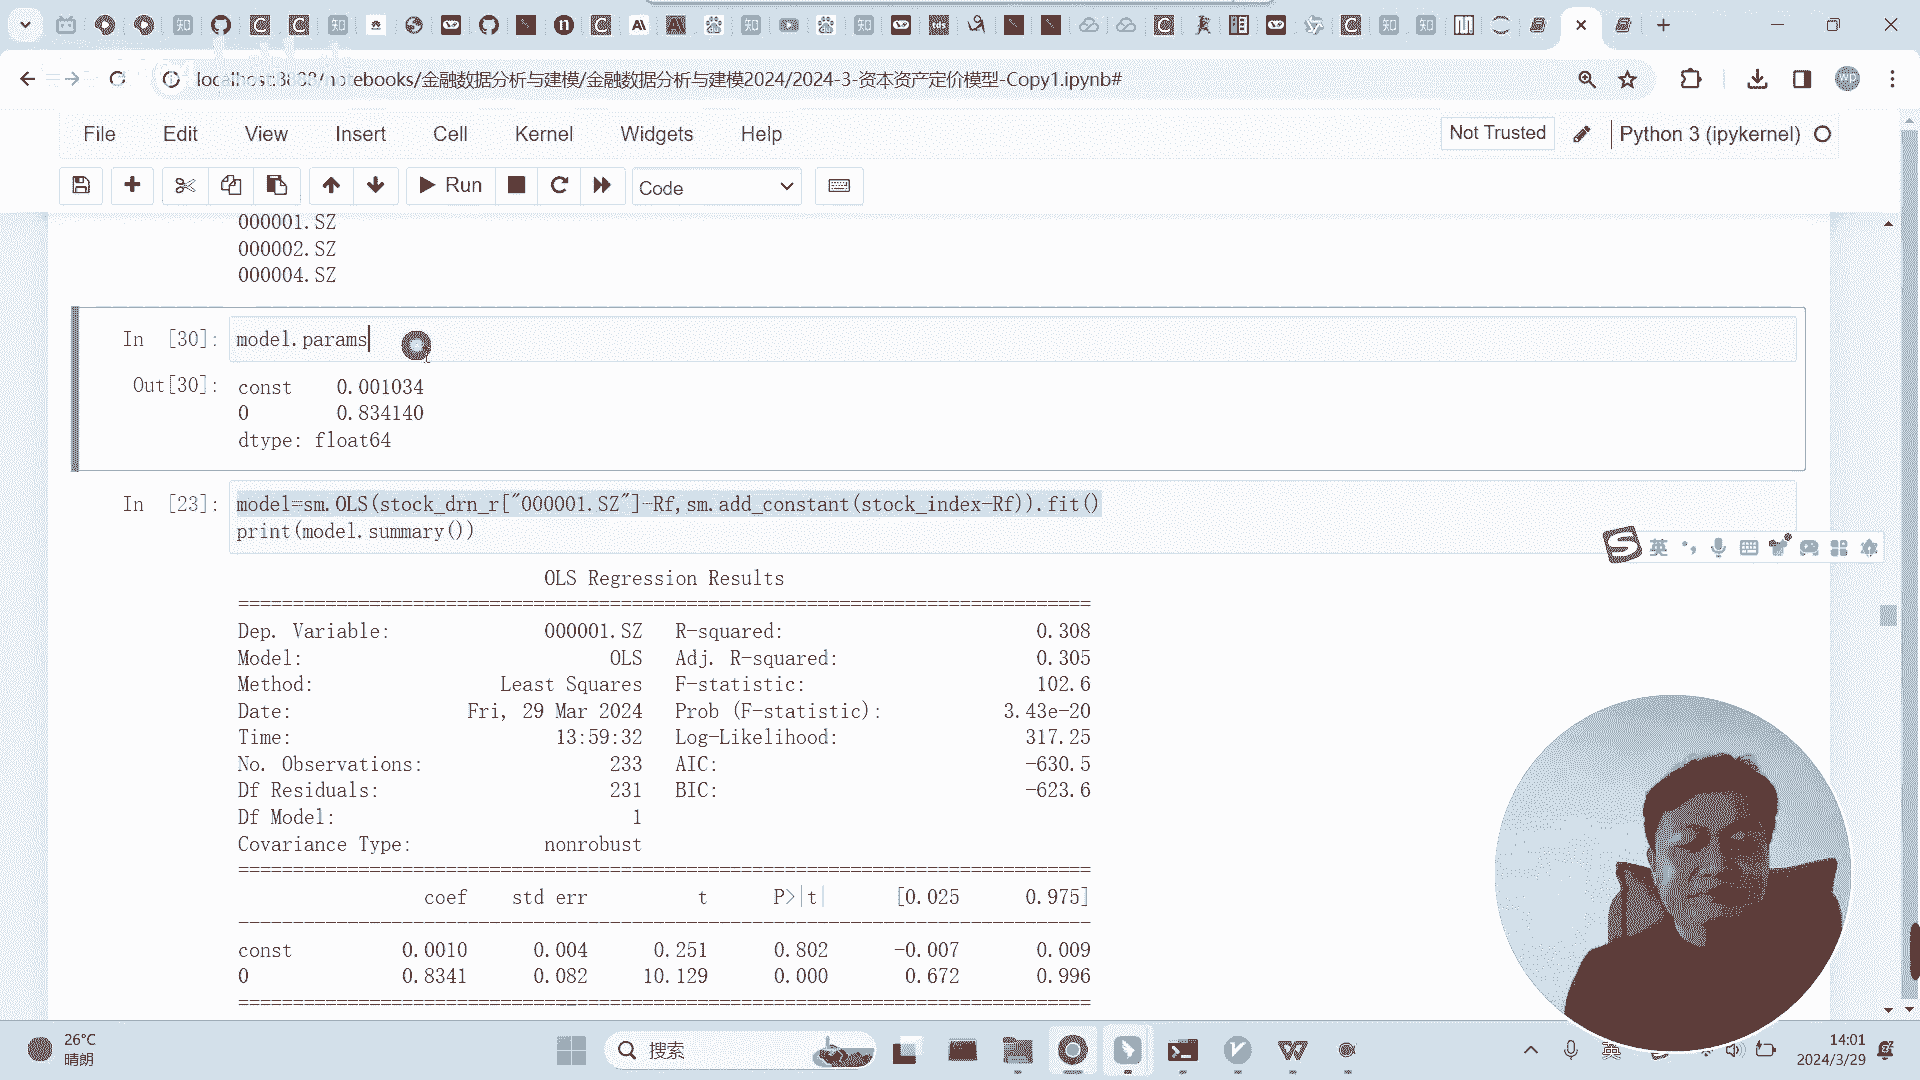 localhost:8888/notebooks/金融数据分析与建模/金融数据分析与建模2024/2024-3-资本资产定价模型-Copy1.ipynb#
File Edit View Insert Cell Kernel Widgets Help
Not Trusted
Python 3 (ipykernel)
Run
Code
000001.SZ
000002.SZ
000004.SZ
In [30]: model.params
Out[30]: const 0.001034
0 0.834140
dtype: float64
In [23]: model=sm.OLS(stock_drn_r["000001.SZ"]-Rf,sm.add_constant(stock_index-Rf)).fit()
print(model.summary())
英
OLS Regression Results
==============================================================================
Dep. Variable: 000001.SZ R-squared: 0.308
Model: OLS Adj. R-squared: 0.305
Method: Least Squares F-statistic: 102.6
Date: Fri, 29 Mar 2024 Prob (F-statistic): 3.43e-20
Time: 13:59:32 Log-Likelihood: 317.25
No. Observations: 233 AIC: -630.5
Df Residuals: 231 BIC: -623.6
Df Model: 1
Covariance Type: nonrobust
==============================================================================
coef std err t P>|t| [0.025 0.975]
------------------------------------------------------------------------------
const 0.0010 0.004 0.251 0.802 -0.007 0.009
0 0.8341 0.082 10.129 0.000 0.672 0.996
==============================================================================
26°C
晴朗
搜索
英
14:01
2024/3/29